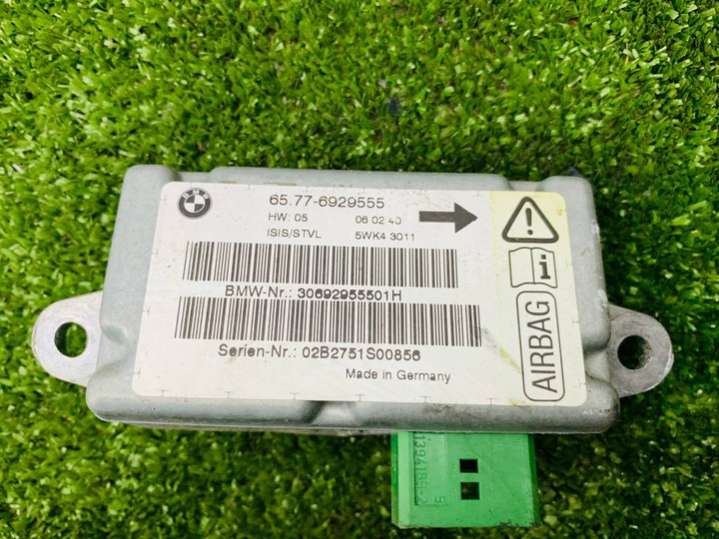 BMW
65.77-6929555
HW: 05 06 02 40
ISIS/STVL 5WK4 3011
BMW-Nr.: 30692955501H
Serien-Nr.: 02B2751S00856
Made in Germany
AIRBAG